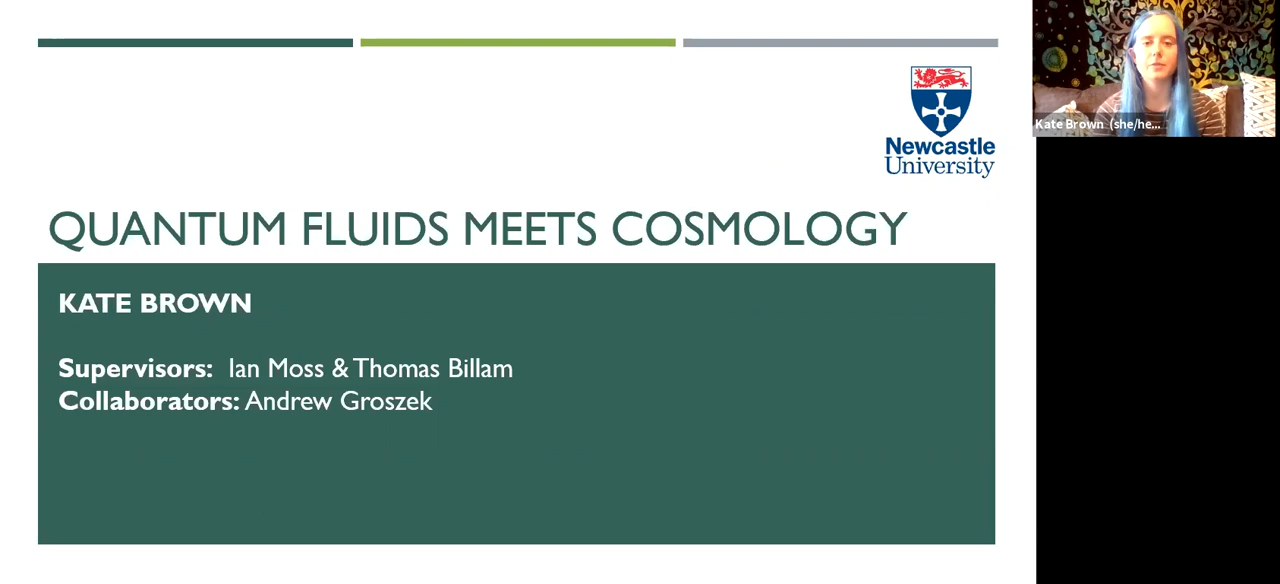 Newcastle
University
QUANTUM FLUIDS MEETS COSMOLOGY
KATE BROWN
Supervisors: Ian Moss & Thomas Billam
Collaborators: Andrew Groszek
Kate Brown (she/he...